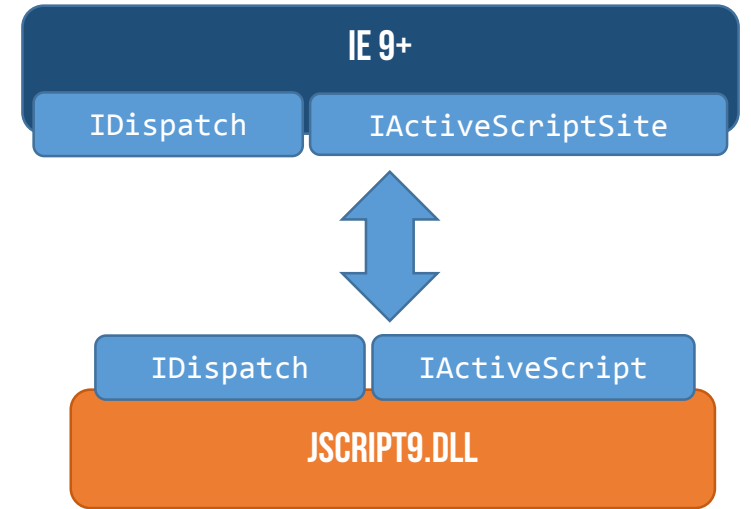 IE 9+
IDispatch IActiveScriptSite
IDispatch IActiveScript
JSCRIPT9.DLL